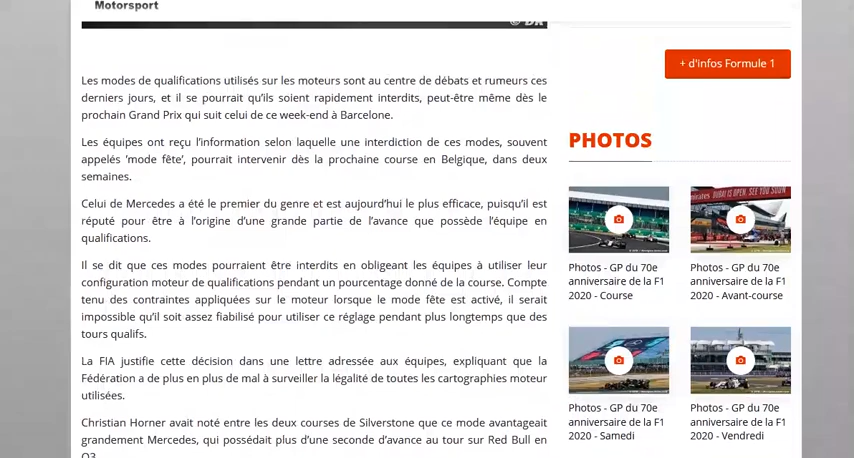 Motorsport
© DR
Les modes de qualifications utilisés sur les moteurs sont au centre de débats et rumeurs ces
derniers jours, et il se pourrait qu’ils soient rapidement interdits, peut-être même dès le
prochain Grand Prix qui suit celui de ce week-end à Barcelone.
Les équipes ont reçu l’information selon laquelle une interdiction de ces modes, souvent
appelés ’mode fête’, pourrait intervenir dès la prochaine course en Belgique, dans deux
semaines.
Celui de Mercedes a été le premier du genre et est aujourd’hui le plus efficace, puisqu’il est
réputé pour être à l’origine d’une grande partie de l’avance que possède l’équipe en
qualifications.
Il se dit que ces modes pourraient être interdits en obligeant les équipes à utiliser leur
configuration moteur de qualifications pendant un pourcentage donné de la course. Compte
tenu des contraintes appliquées sur le moteur lorsque le mode fête est activé, il serait
impossible qu’il soit assez fiabilisé pour utiliser ce réglage pendant plus longtemps que des
tours qualifs.
La FIA justifie cette décision dans une lettre adressée aux équipes, expliquant que la
Fédération a de plus en plus de mal à surveiller la légalité de toutes les cartographies moteur
utilisées.
Christian Horner avait noté entre les deux courses de Silverstone que ce mode avantageait
grandement Mercedes, qui possédait plus d’une seconde d’avance au tour sur Red Bull en
Q3.
+ d'infos Formule 1
PHOTOS
DUBAI IS OPEN. SEE YOU SOON
Photos - GP du 70e
anniversaire de la F1
2020 - Course
Photos - GP du 70e
anniversaire de la F1
2020 - Avant-course
Photos - GP du 70e
anniversaire de la F1
2020 - Samedi
Photos - GP du 70e
anniversaire de la F1
2020 - Vendredi